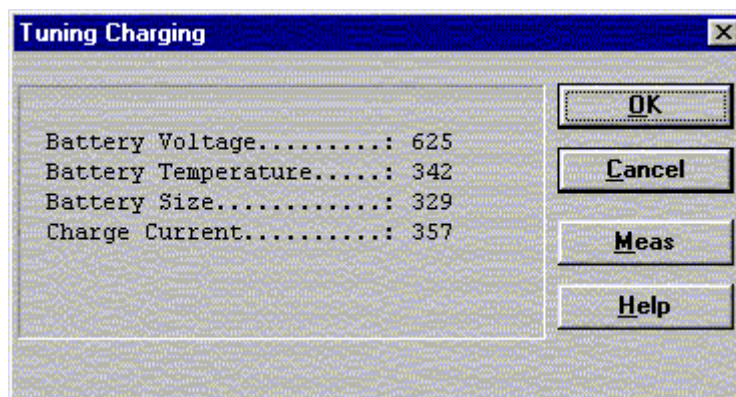 Tuning Charging
Battery Voltage.........: 625
Battery Temperature.....: 342
Battery Size............: 329
Charge Current..........: 357
OK
Cancel
Meas
Help